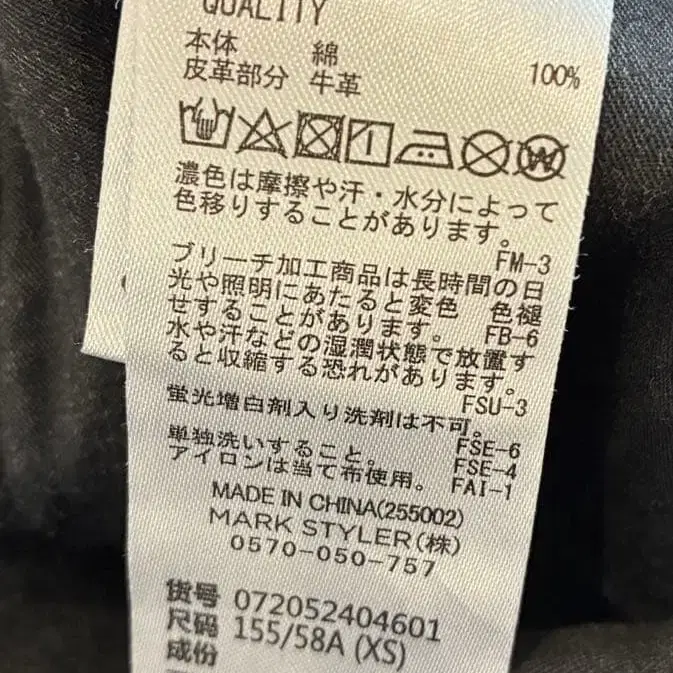 QUALITY
本体 綿 100%
皮革部分 牛革
濃色は摩擦や汗・水分によって
色移りすることがあります。
FM-3
ブリーチ加工商品は長時間の日
光や照明にあたると変色 色褪
せすることがあります。 FB-6
水や汗などの湿潤状態で放置す
ると収縮する恐れがあります。
FSU-3
蛍光増白剤入り洗剤は不可。
FSE-6
単独洗いすること。 FSE-4
アイロンは当て布使用。 FAI-1
MADE IN CHINA(255002)
MARK STYLER(株)
0570-050-757
货号 072052404601
尺码 155/58A (XS)
成份